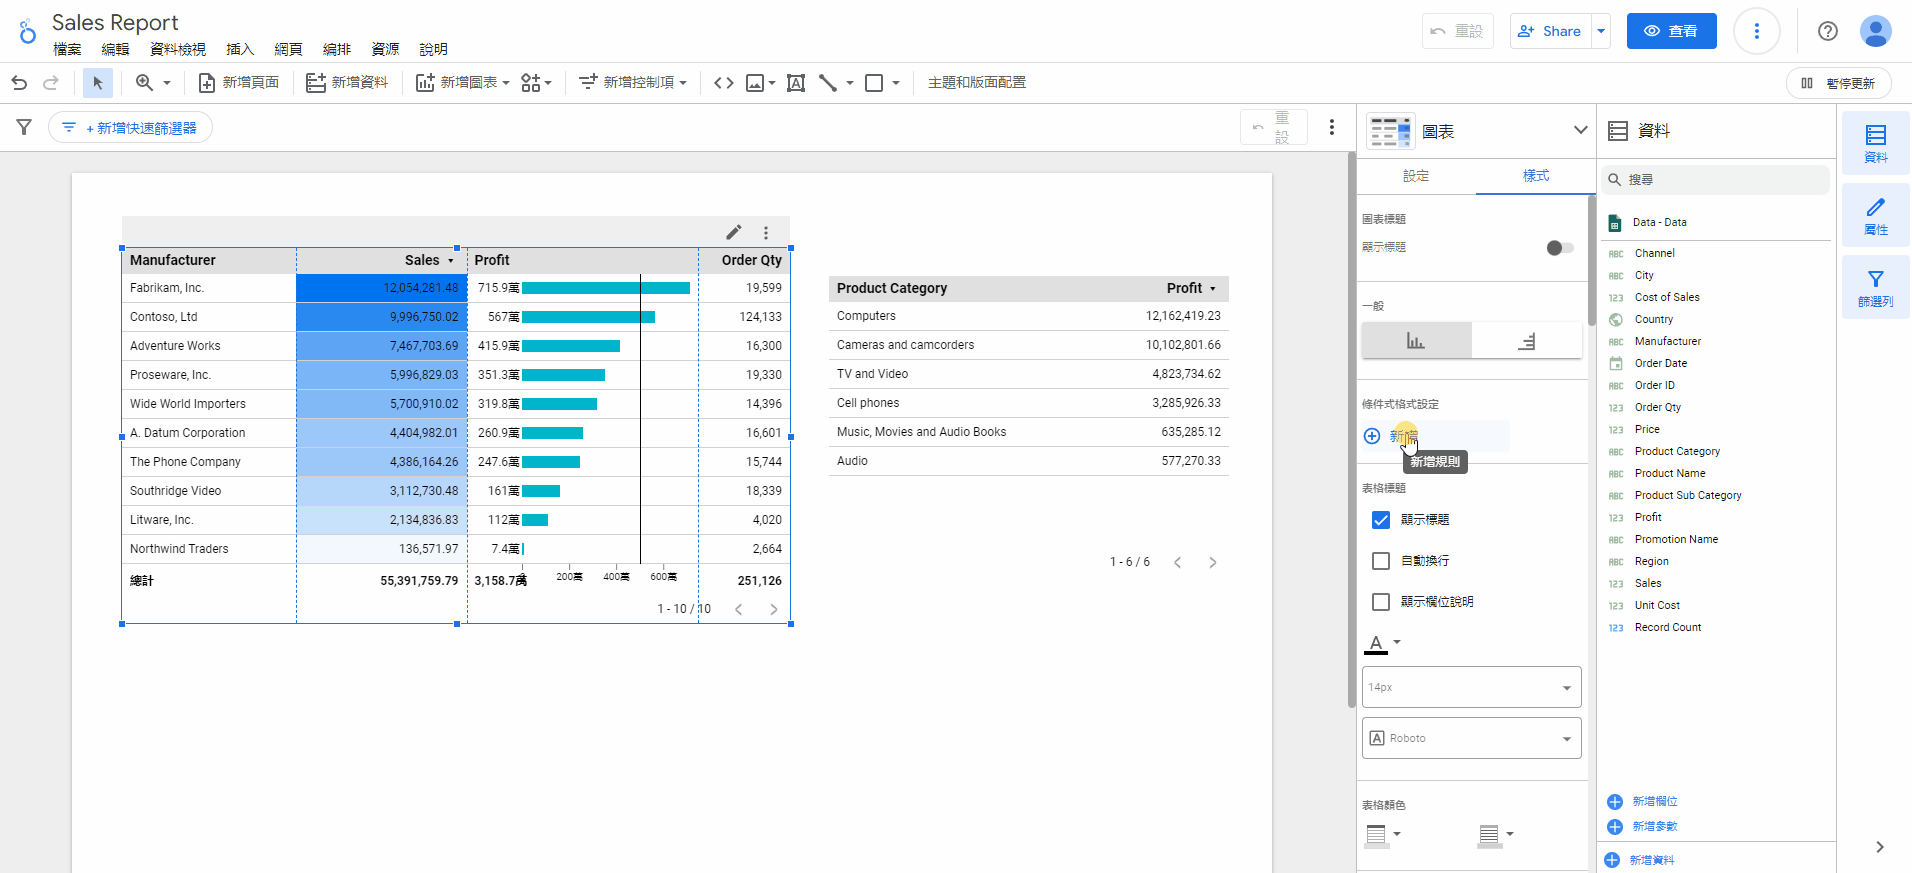 Sales Report
檔案 編輯 資料檢視 插入 網頁 編排 資源 說明
重設 Share 查看
新增頁面 新增資料 新增圖表 新增控制項 主題和版面配置 暫停更新
+ 新增快速篩選器 重設
Manufacturer Sales Profit Order Qty
Fabrikam, Inc. 12,054,281.48 715.9萬 19,599
Contoso, Ltd 9,996,750.02 567萬 124,133
Adventure Works 7,467,703.69 415.9萬 16,300
Proseware, Inc. 5,996,829.03 351.3萬 19,330
Wide World Importers 5,700,910.02 319.8萬 14,396
A. Datum Corporation 4,404,982.01 260.9萬 16,601
The Phone Company 4,386,164.26 247.6萬 15,744
Southridge Video 3,112,730.48 161萬 18,339
Litware, Inc. 2,134,836.83 112萬 4,020
Northwind Traders 136,571.97 7.4萬 2,664
總計 55,391,759.79 3,158.7萬 200萬 400萬 600萬 251,126
1 - 10 / 10
Product Category Profit
Computers 12,162,419.23
Cameras and camcorders 10,102,801.66
TV and Video 4,823,734.62
Cell phones 3,285,926.33
Music, Movies and Audio Books 635,285.12
Audio 577,270.33
1 - 6 / 6
圖表
設定 樣式
圖表標題
顯示標題
一般
條件式格式設定
新增
新增規則
表格標題
顯示標題
自動換行
顯示欄位說明
A
14px
Roboto
表格顏色
資料
搜尋
Data - Data
ABC Channel
ABC City
123 Cost of Sales
Country
ABC Manufacturer
Order Date
ABC Order ID
123 Order Qty
123 Price
ABC Product Category
ABC Product Name
ABC Product Sub Category
123 Profit
ABC Promotion Name
ABC Region
123 Sales
123 Unit Cost
123 Record Count
新增欄位
新增參數
新增資料
資料
屬性
篩選列